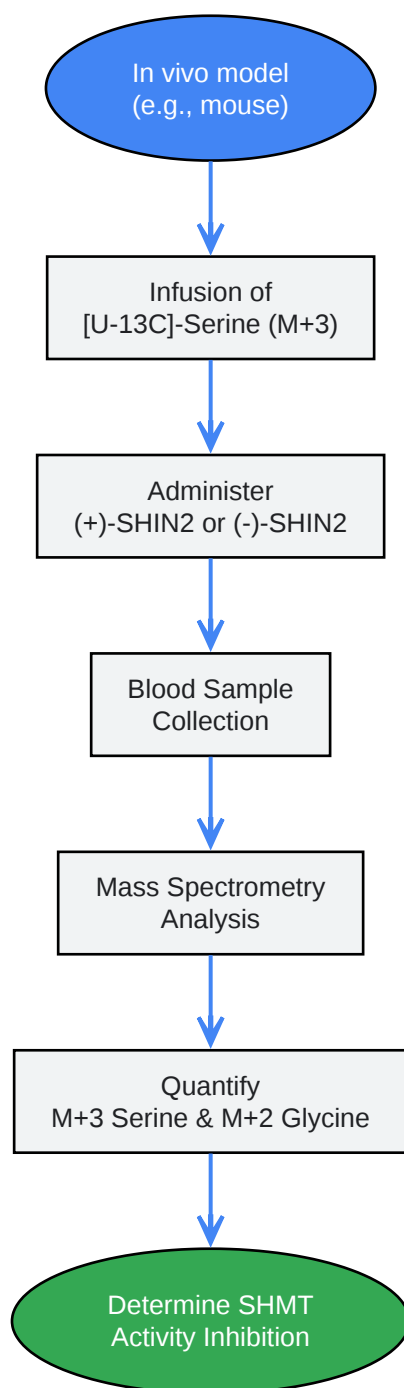 In vivo model
(e.g., mouse)
Infusion of
[U-13C]-Serine (M+3)
Administer
(+)-SHIN2 or (-)-SHIN2
Blood Sample
Collection
Mass Spectrometry
Analysis
Quantify
M+3 Serine & M+2 Glycine
Determine SHMT
Activity Inhibition